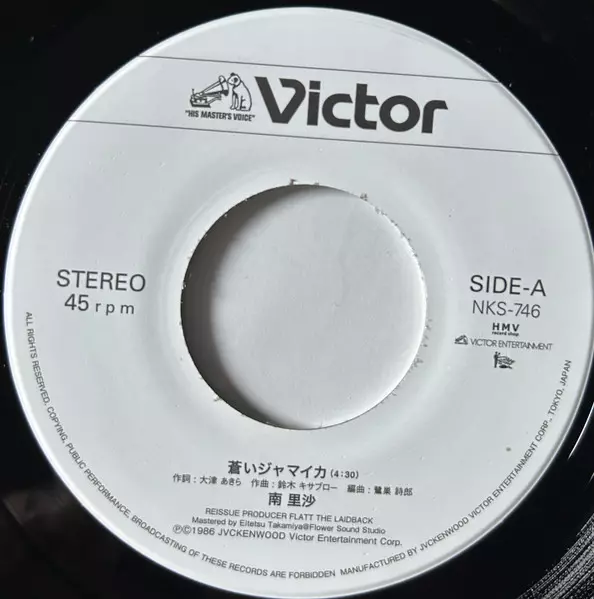 Victor
"HIS MASTER'S VOICE"
STEREO
45rpm
SIDE-A
NKS-746
HMV
record shop
VICTOR ENTERTAINMENT
蒼いジャマイカ (4:30)
作詞：大津 あきら 作曲：鈴木 キサブロー 編曲：鷺巣 詩郎
南 里沙
REISSUE PRODUCER FLATT THE LAIDBACK
Mastered by Eitetsu Takamiya@Flower Sound Studio
ⓅⒸ1986 JVCKENWOOD Victor Entertainment Corp.
ALL RIGHTS RESERVED, COPYING, PUBLIC PERFORMANCE, BROADCASTING OF THESE RECORDS ARE FORBIDDEN MANUFACTURED BY JVCKENWOOD VICTOR ENTERTAINMENT CORP-TOKYO, JAPAN